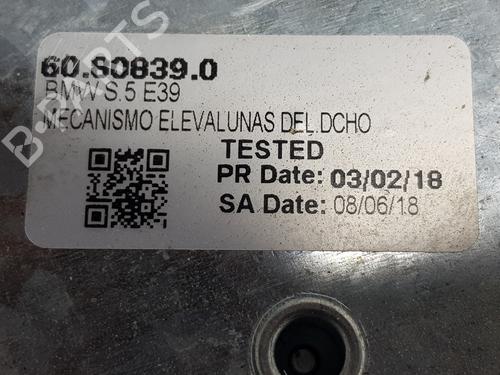 60.80839.0
BMW S.5 E39
MECANISMO ELEVALUNAS DEL.DCHO
TESTED
PR Date: 03/02/18
SA Date: 08/06/18
B-PARTS